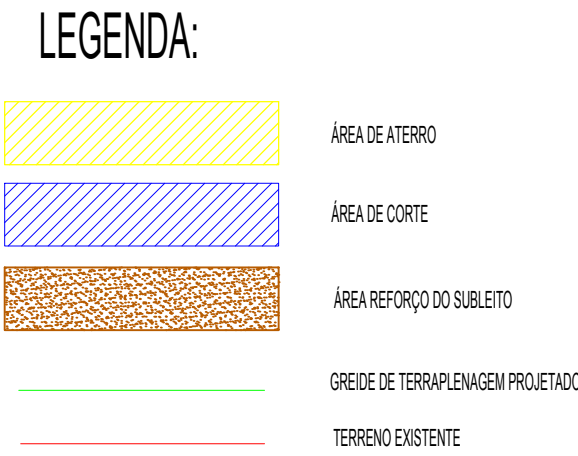 LEGENDA:
ÁREA DE ATERRO
ÁREA DE CORTE
ÁREA REFORÇO DO SUBLEITO
GREIDE DE TERRAPLENAGEM PROJETADO
TERRENO EXISTENTE